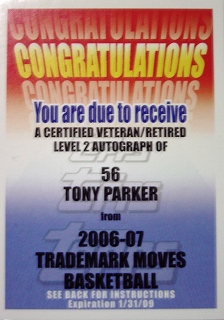 CONGRATULATIONS
CONGRATULATIONS
CONGRATULATIONS
You are due to receive
A CERTIFIED VETERAN/RETIRED
LEVEL 2 AUTOGRAPH OF
56
TONY PARKER
from
2006-07
TRADEMARK MOVES
BASKETBALL
SEE BACK FOR INSTRUCTIONS
Expiration 1/31/09